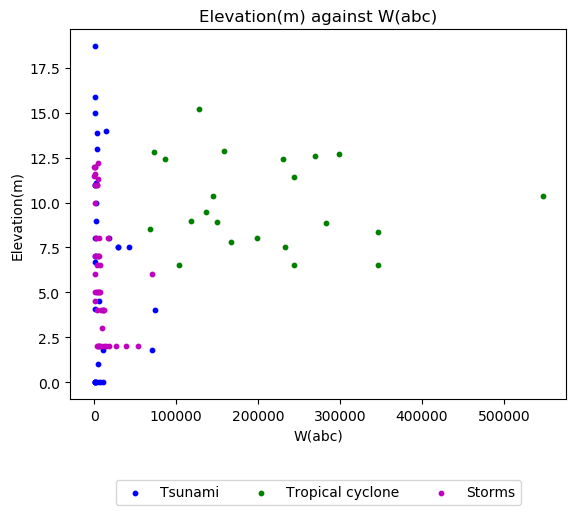 Elevation(m) against W(abc)
17.5
15.0
12.5
10.0
7.5
5.0
2.5
0.0
Elevation(m)
0 100000 200000 300000 400000 500000
W(abc)
Tsunami Tropical cyclone Storms